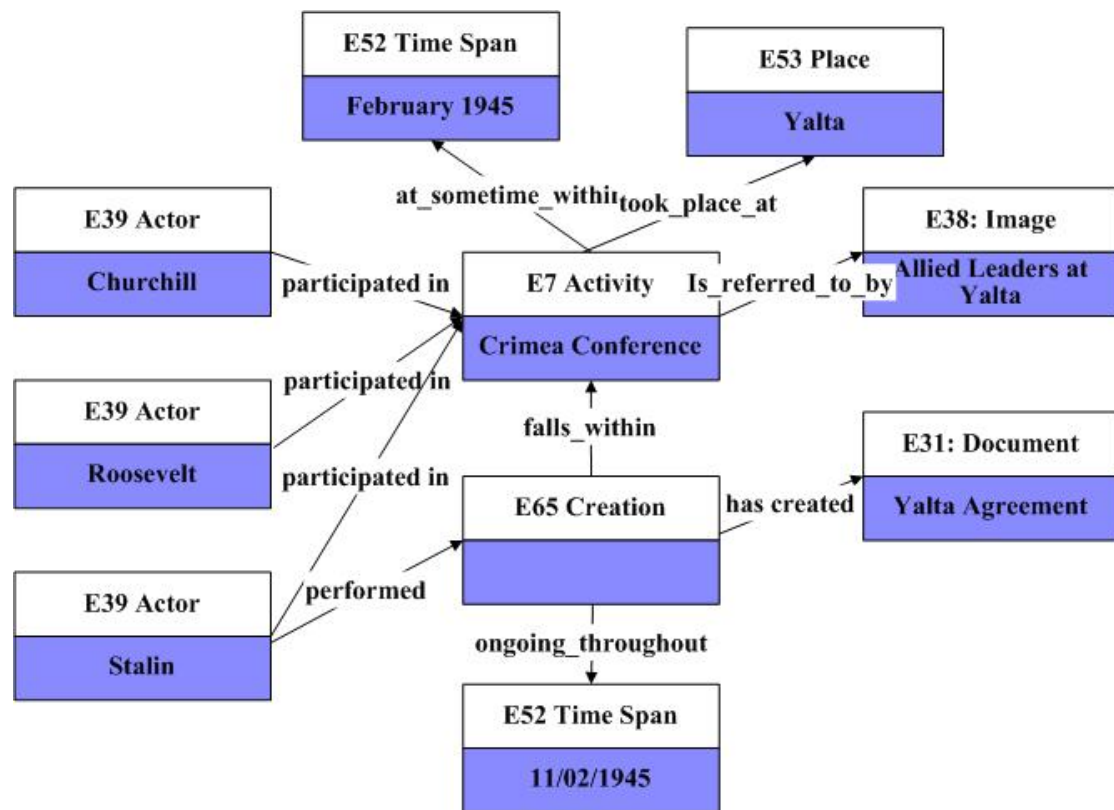 E52 Time Span
February 1945
E53 Place
Yalta
at_sometime_within
took_place_at
E39 Actor
Churchill
participated in
E7 Activity
Crimea Conference
Is_referred_to_by
E38: Image
Allied Leaders at
Yalta
E39 Actor
Roosevelt
participated in
falls_within
E31: Document
Yalta Agreement
participated in
E65 Creation
has created
E39 Actor
Stalin
performed
ongoing_throughout
E52 Time Span
11/02/1945